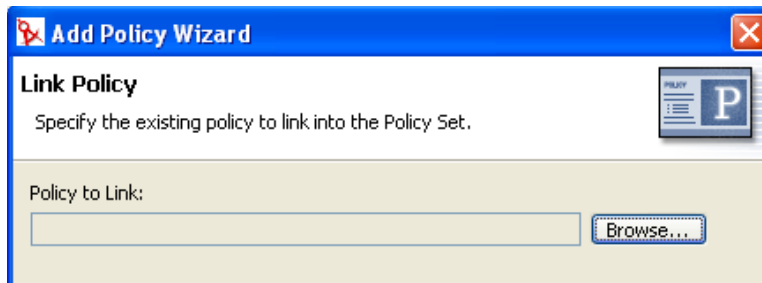 Add Policy Wizard
Link Policy
Specify the existing policy to link into the Policy Set.
POLICY
P
Policy to Link:
Browse...